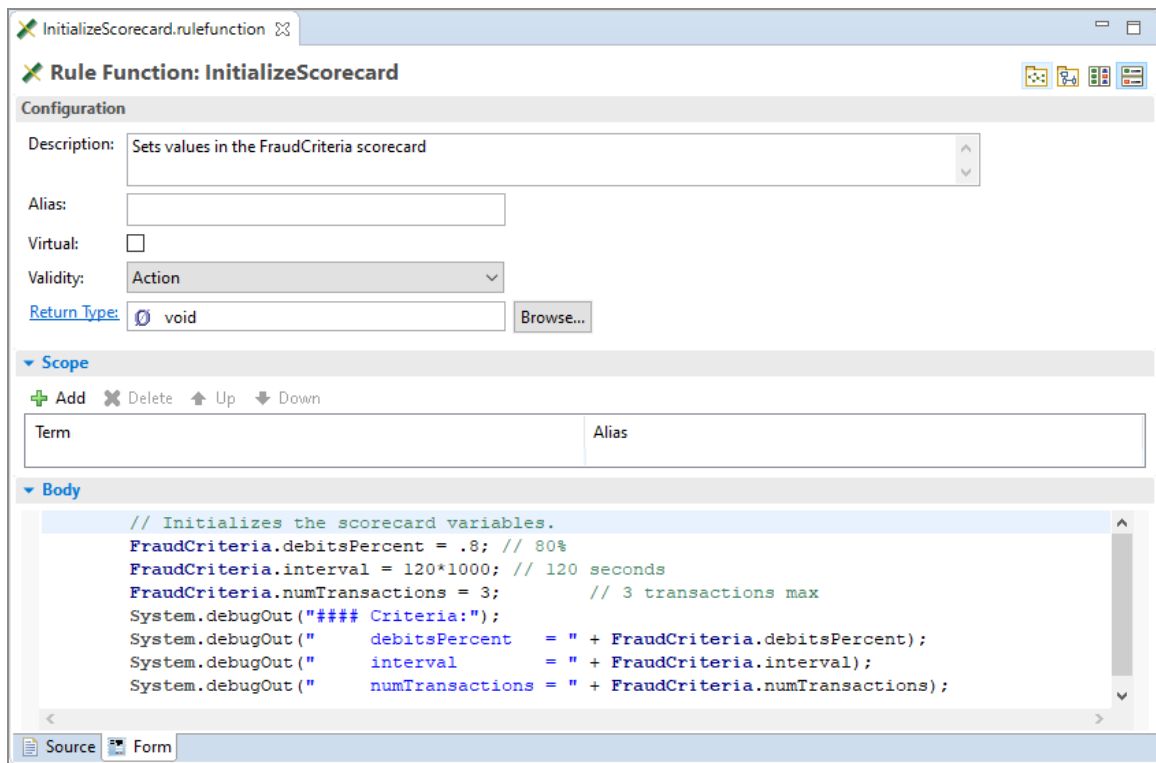 InitializeScorecard.rulefunction
Rule Function: InitializeScorecard
Configuration
Description: Sets values in the FraudCriteria scorecard
Alias:
Virtual:
Validity: Action
Return Type: void Browse...
Scope
Add Delete Up Down
Term Alias
Body
// Initializes the scorecard variables.
FraudCriteria.debitsPercent = .8; // 80%
FraudCriteria.interval = 120*1000; // 120 seconds
FraudCriteria.numTransactions = 3; // 3 transactions max
System.debugOut("#### Criteria:");
System.debugOut(" debitsPercent = " + FraudCriteria.debitsPercent);
System.debugOut(" interval = " + FraudCriteria.interval);
System.debugOut(" numTransactions = " + FraudCriteria.numTransactions);
Source Form